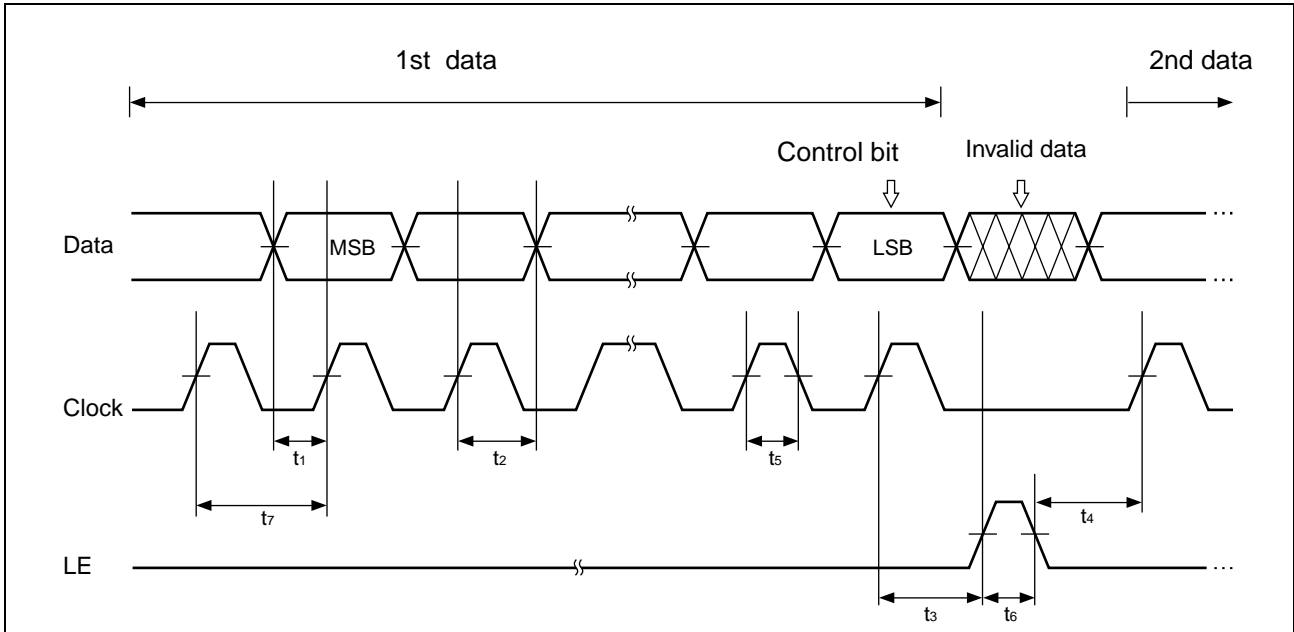 1st data
2nd data
Control bit
Invalid data
Data
MSB
LSB
...
...
Clock
t1
t2
t5
t7
t4
LE
...
...
t3
t6